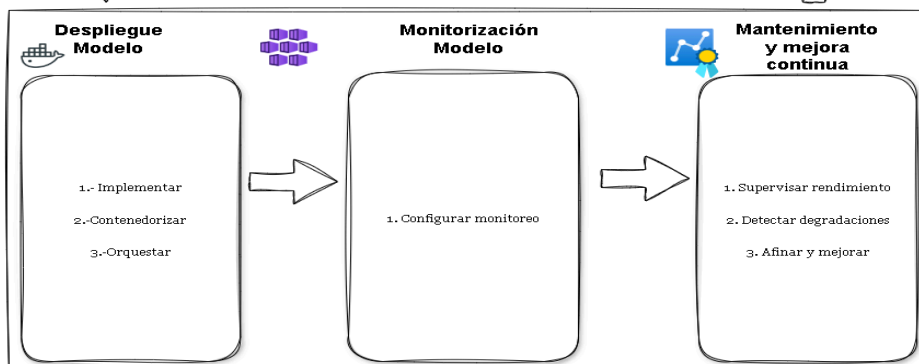 Despliegue
Modelo
1.- Implementar
2.-Contenedorizar
3.-Orquestar
Monitorización
Modelo
1. Configurar monitoreo
Mantenimiento
y mejora
continua
1. Supervisar rendimiento
2. Detectar degradaciones
3. Afinar y mejorar